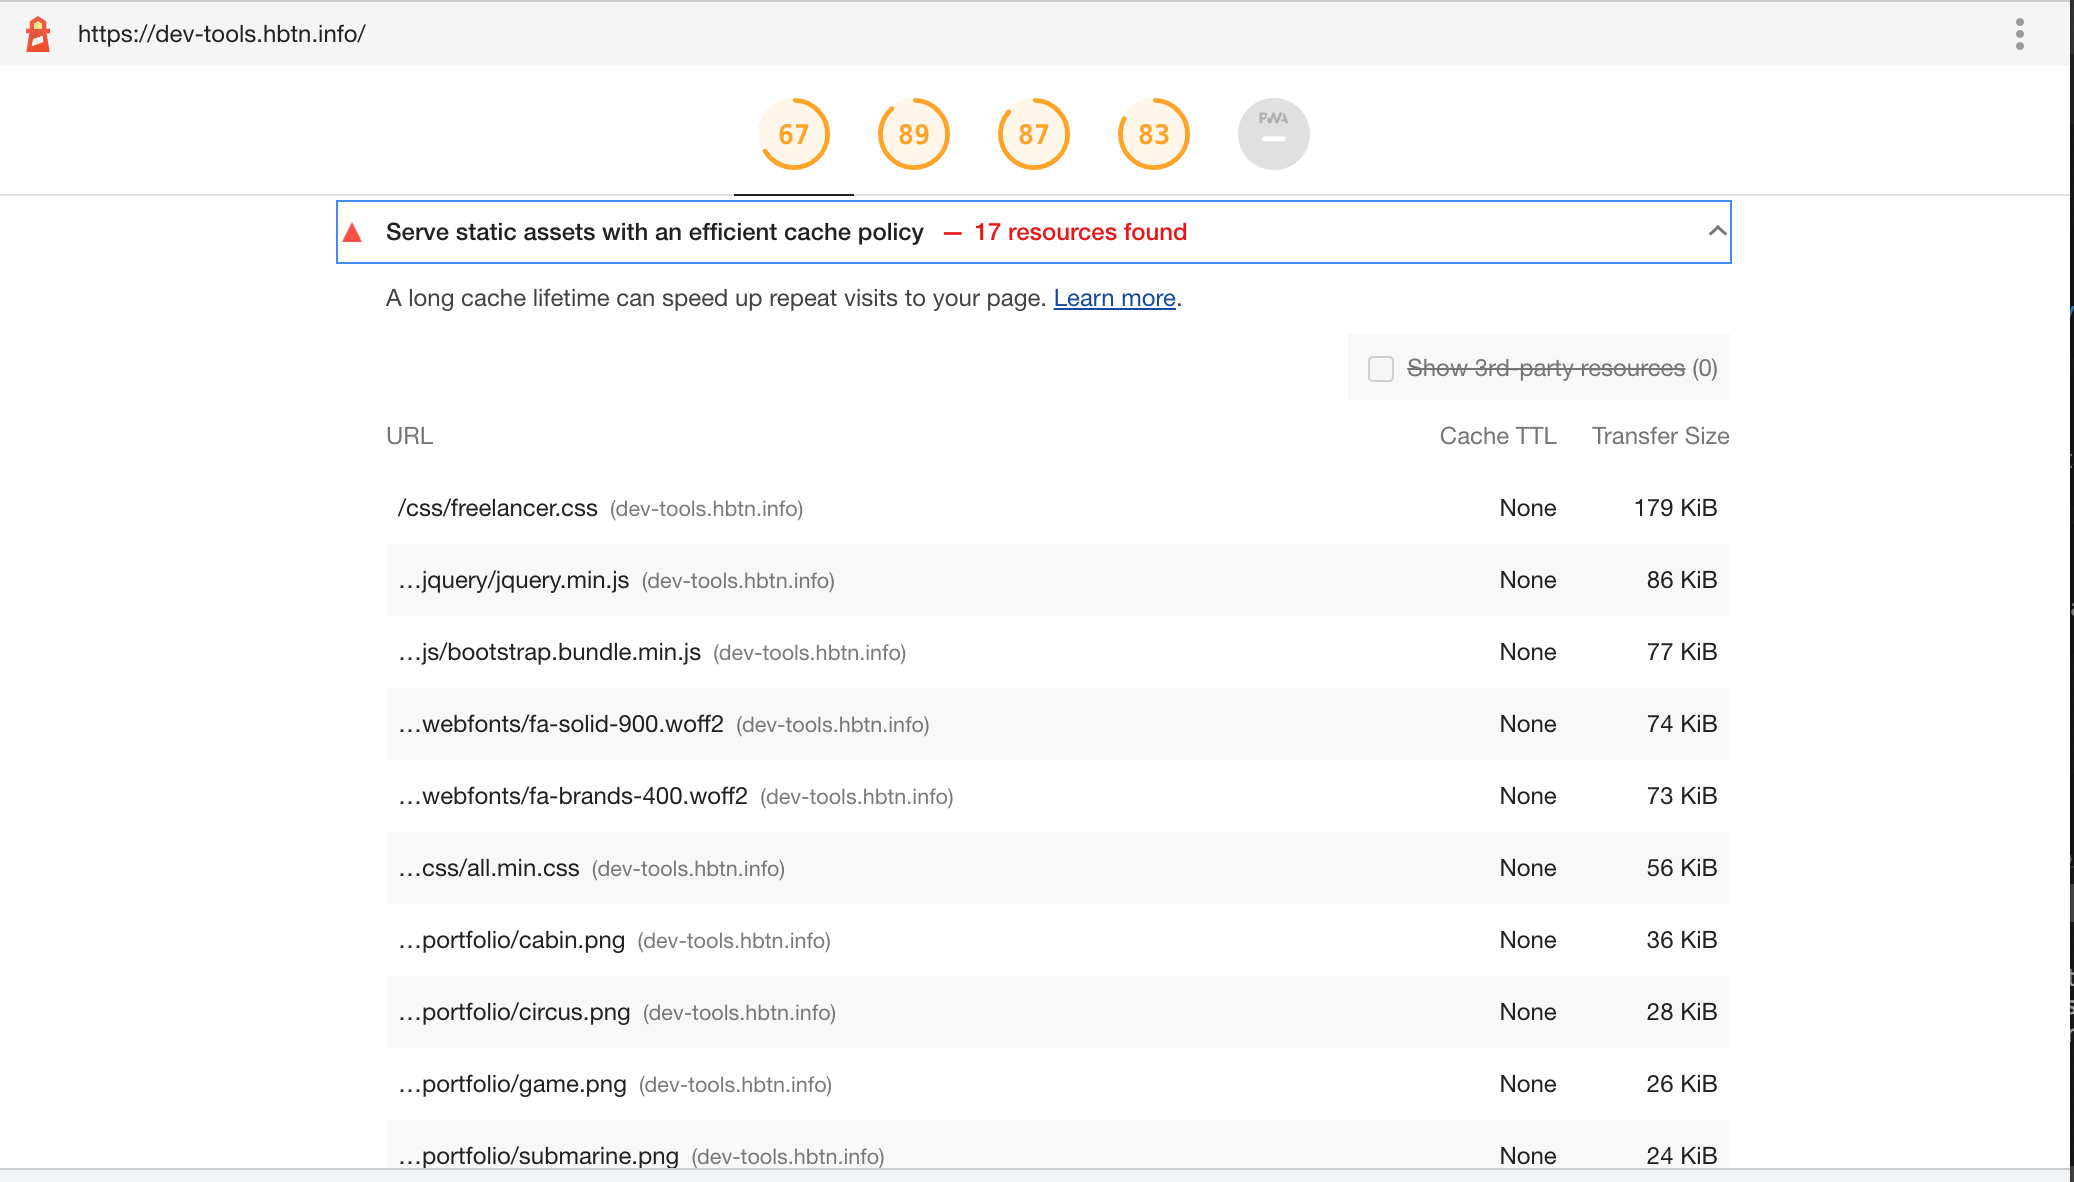 https://dev-tools.hbtn.info/
67 89 87 83 PWA
Serve static assets with an efficient cache policy — 17 resources found
A long cache lifetime can speed up repeat visits to your page. Learn more.
Show 3rd-party resources (0)
URL Cache TTL Transfer Size
/css/freelancer.css (dev-tools.hbtn.info) None 179 KiB
…jquery/jquery.min.js (dev-tools.hbtn.info) None 86 KiB
…js/bootstrap.bundle.min.js (dev-tools.hbtn.info) None 77 KiB
…webfonts/fa-solid-900.woff2 (dev-tools.hbtn.info) None 74 KiB
…webfonts/fa-brands-400.woff2 (dev-tools.hbtn.info) None 73 KiB
…css/all.min.css (dev-tools.hbtn.info) None 56 KiB
…portfolio/cabin.png (dev-tools.hbtn.info) None 36 KiB
…portfolio/circus.png (dev-tools.hbtn.info) None 28 KiB
…portfolio/game.png (dev-tools.hbtn.info) None 26 KiB
…portfolio/submarine.png (dev-tools.hbtn.info) None 24 KiB